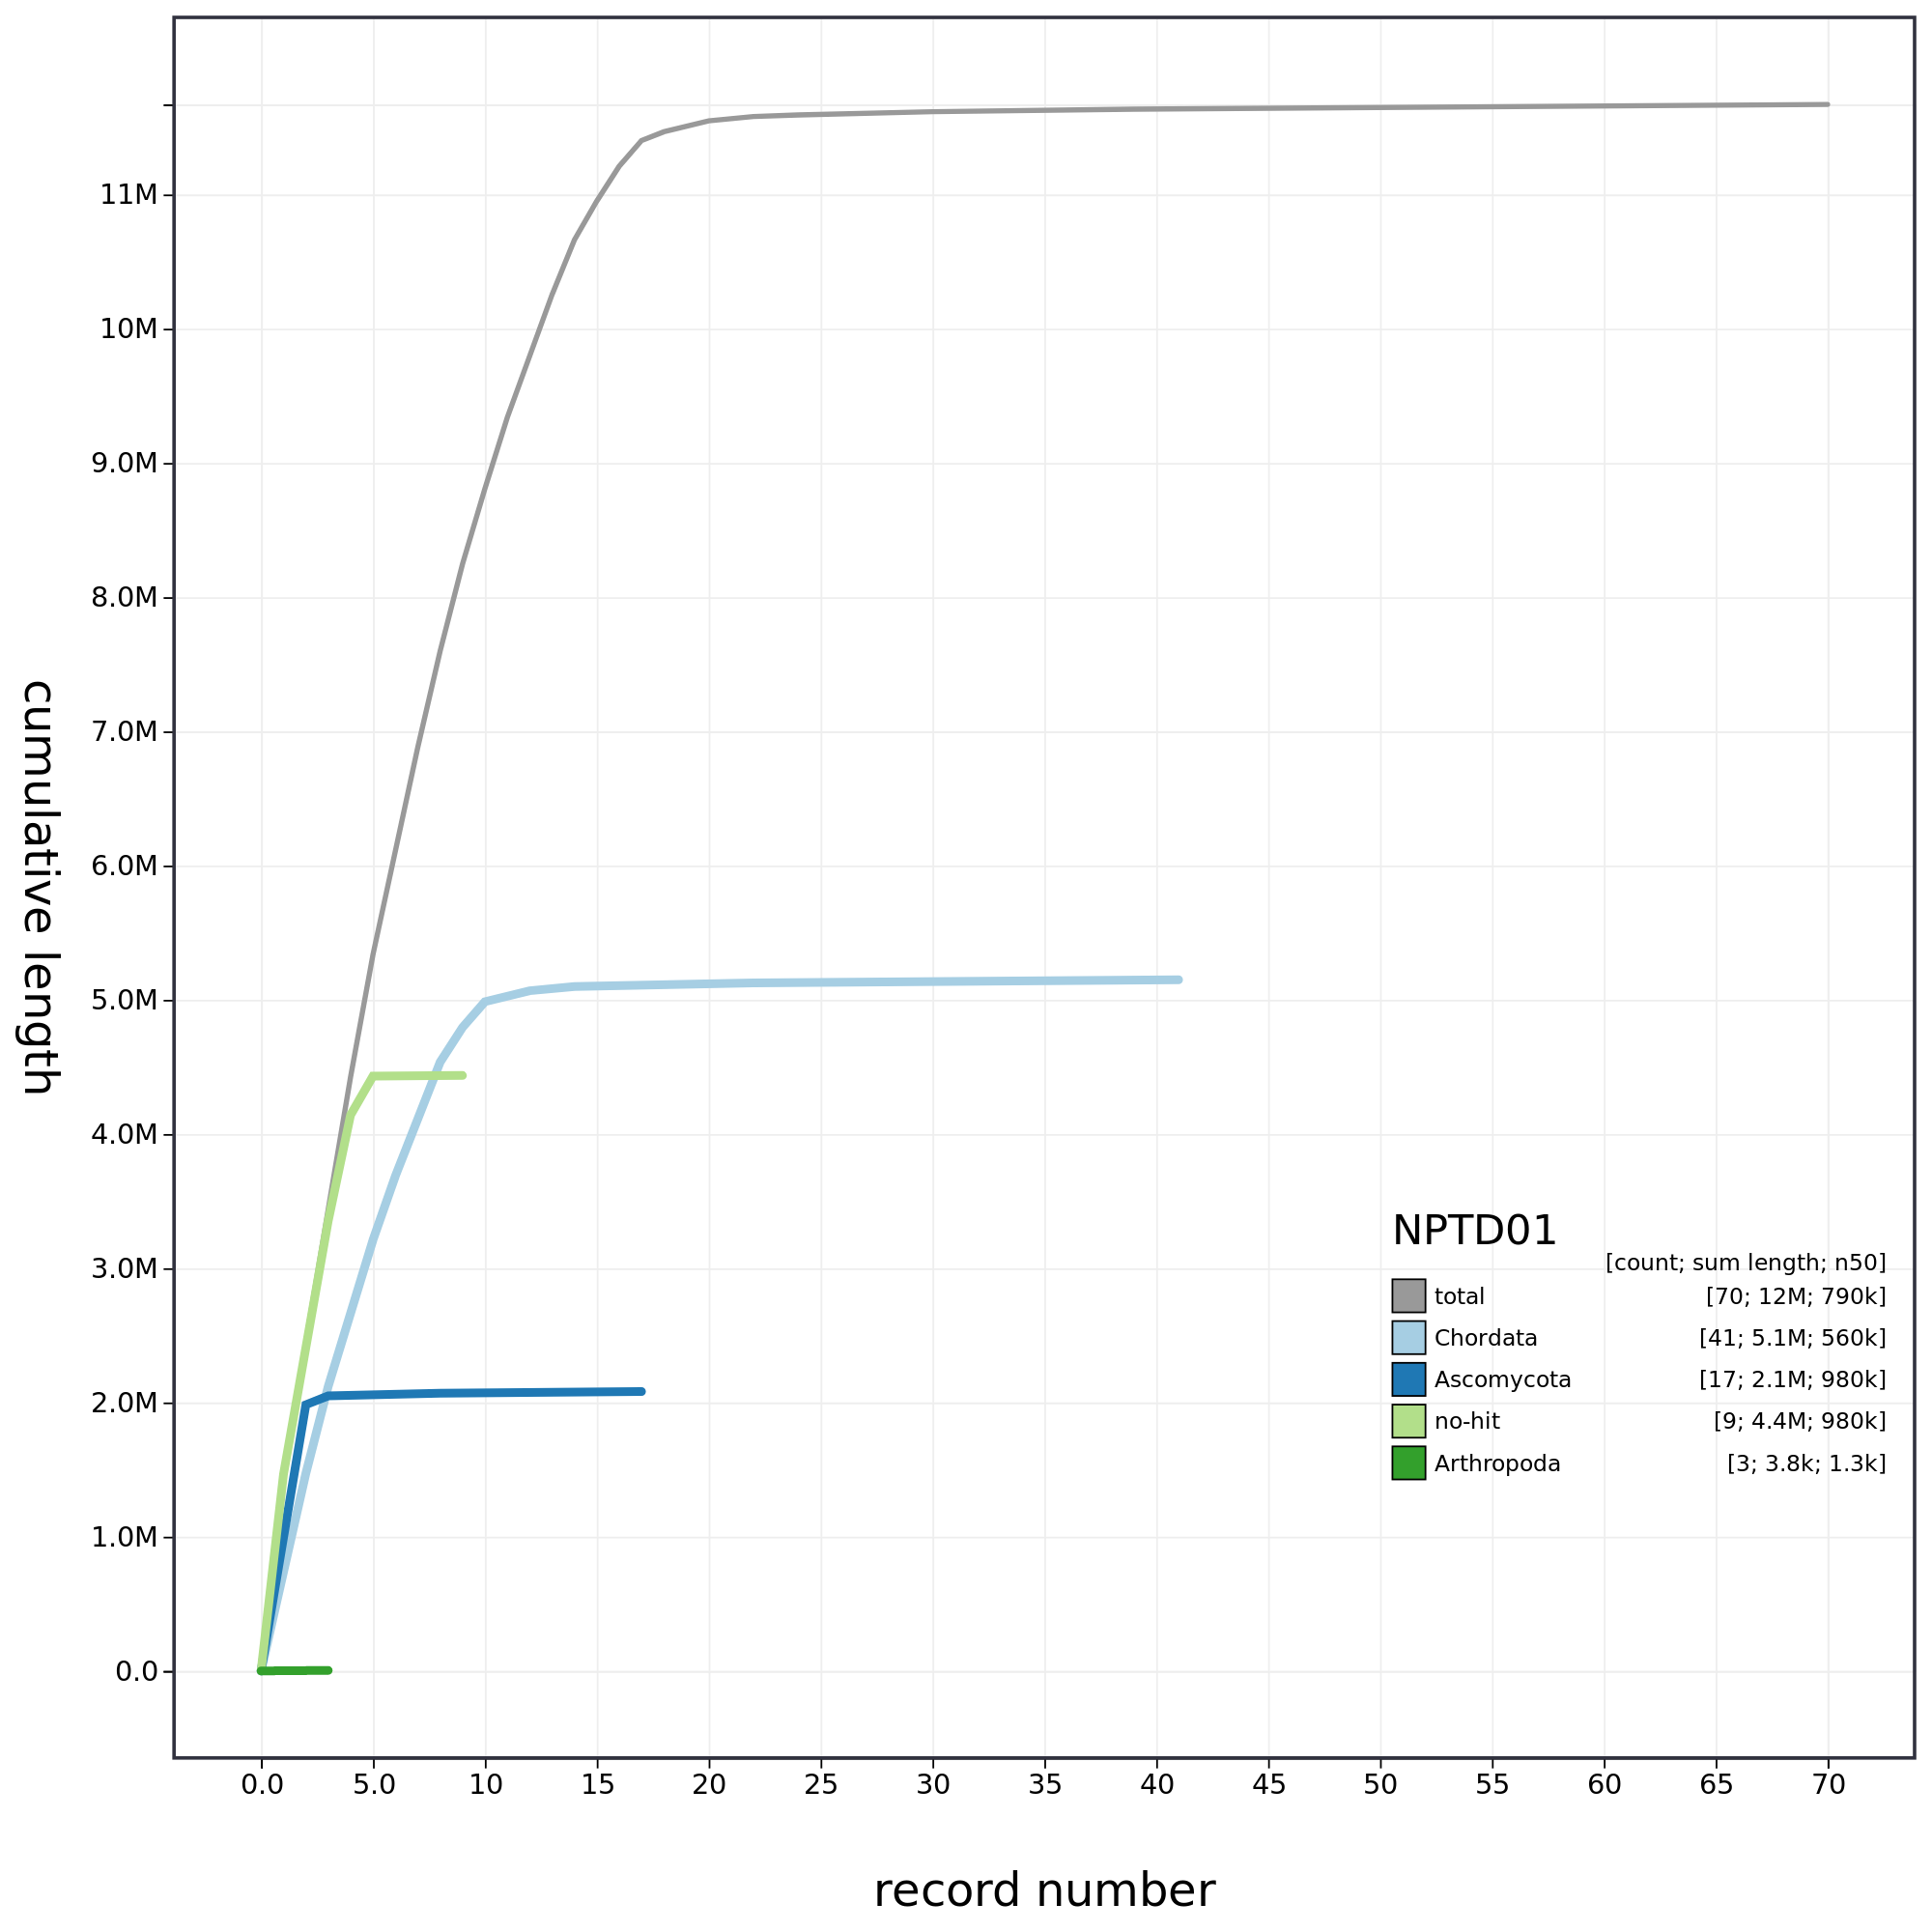 11M
10M
9.0M
8.0M
7.0M
6.0M
5.0M
4.0M
3.0M
2.0M
1.0M
0.0
cumulative length
NPTD01
[count; sum length; n50]
total [70; 12M; 790k]
Chordata [41; 5.1M; 560k]
Ascomycota [17; 2.1M; 980k]
no-hit [9; 4.4M; 980k]
Arthropoda [3; 3.8k; 1.3k]
0.0 5.0 10 15 20 25 30 35 40 45 50 55 60 65 70
record number